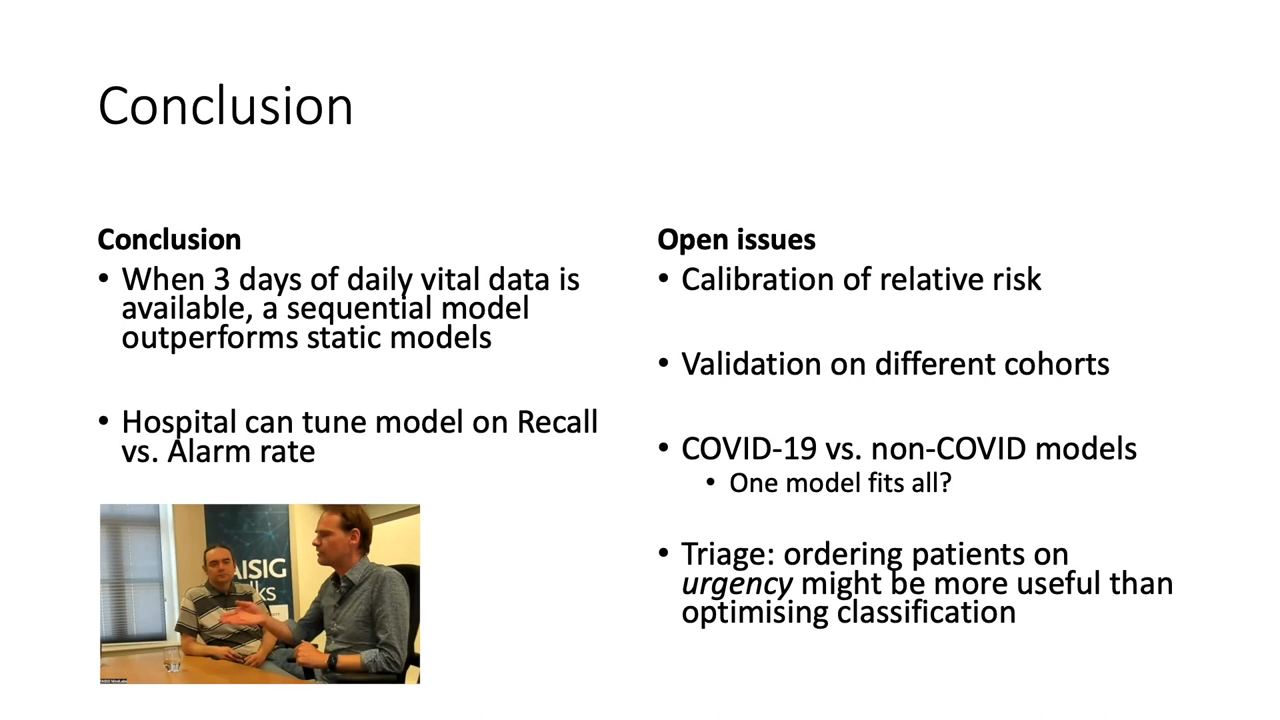 Conclusion
Conclusion
• When 3 days of daily vital data is
available, a sequential model
outperforms static models
• Hospital can tune model on Recall
vs. Alarm rate
AISIG
ks
Open issues
• Calibration of relative risk
• Validation on different cohorts
• COVID-19 vs. non-COVID models
• One model fits all?
• Triage: ordering patients on
urgency might be more useful than
optimising classification